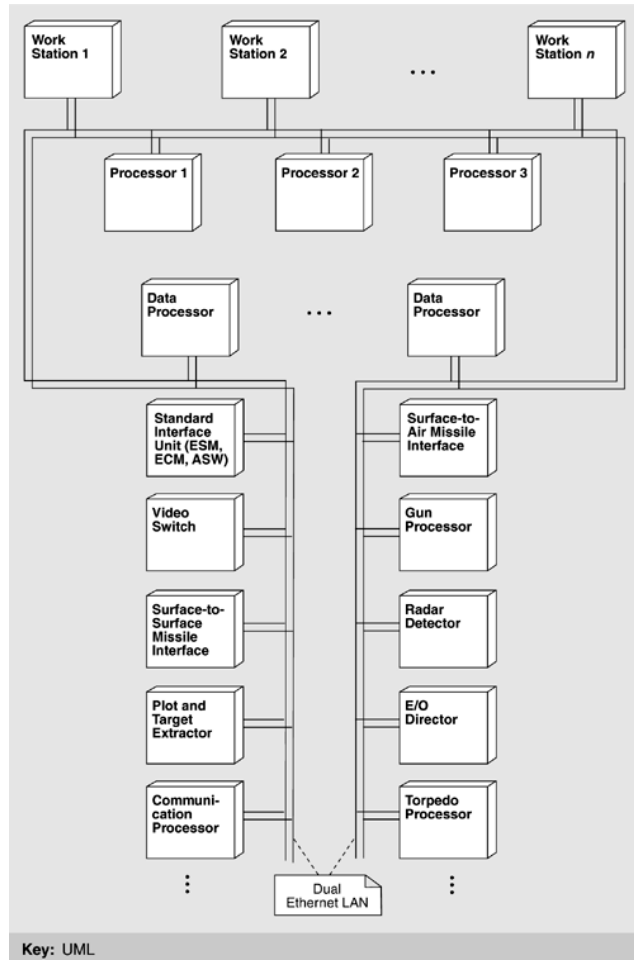 Work
Station 1
Work
Station 2
...
Work
Station n
Processor 1
Processor 2
Processor 3
Data
Processor
...
Data
Processor
Standard
Interface
Unit (ESM,
ECM, ASW)
Surface-to-
Air Missile
Interface
Video
Switch
Gun
Processor
Surface-to-
Surface
Missile
Interface
Radar
Detector
Plot and
Target
Extractor
E/O
Director
Communi-
cation
Processor
Torpedo
Processor
Dual
Ethernet LAN
Key: UML